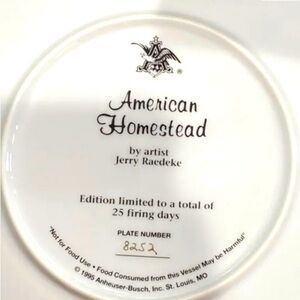 American
Homestead
by artist
Jerry Raedeke
Edition limited to a total of
25 firing days
PLATE NUMBER
8252
"Not for Food Use • Food Consumed from this Vessel May be Harmful"
© 1995 Anheuser-Busch, Inc. St. Louis, MO